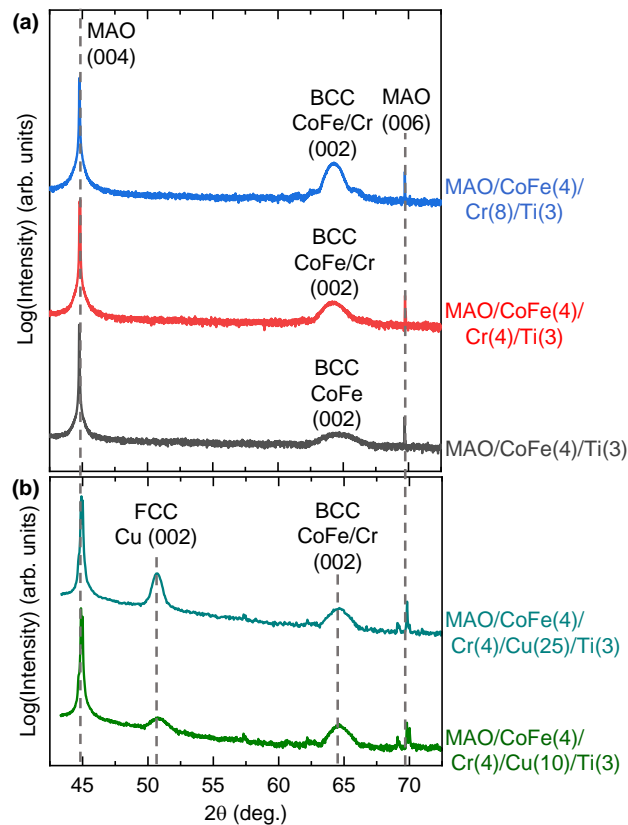 (a)
MAO
(004)
BCC
CoFe/Cr
(002)
MAO
(006)
MAO/CoFe(4)/
Cr(8)/Ti(3)
BCC
CoFe/Cr
(002)
MAO/CoFe(4)/
Cr(4)/Ti(3)
BCC
CoFe
(002)
MAO/CoFe(4)/Ti(3)
Log(Intensity) (arb. units)
(b)
FCC
Cu (002)
BCC
CoFe/Cr
(002)
MAO/CoFe(4)/
Cr(4)/Cu(25)/Ti(3)
MAO/CoFe(4)/
Cr(4)/Cu(10)/Ti(3)
Log(Intensity) (arb. units)
45 50 55 60 65 70
2θ (deg.)